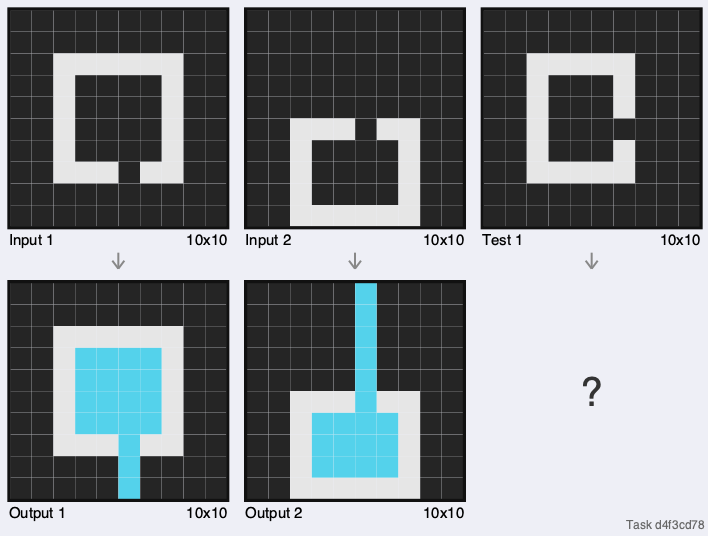 Input 1 10x10
Input 2 10x10
Test 1 10x10
↓ ↓ ↓
?
Output 1 10x10
Output 2 10x10
Task d4f3cd78